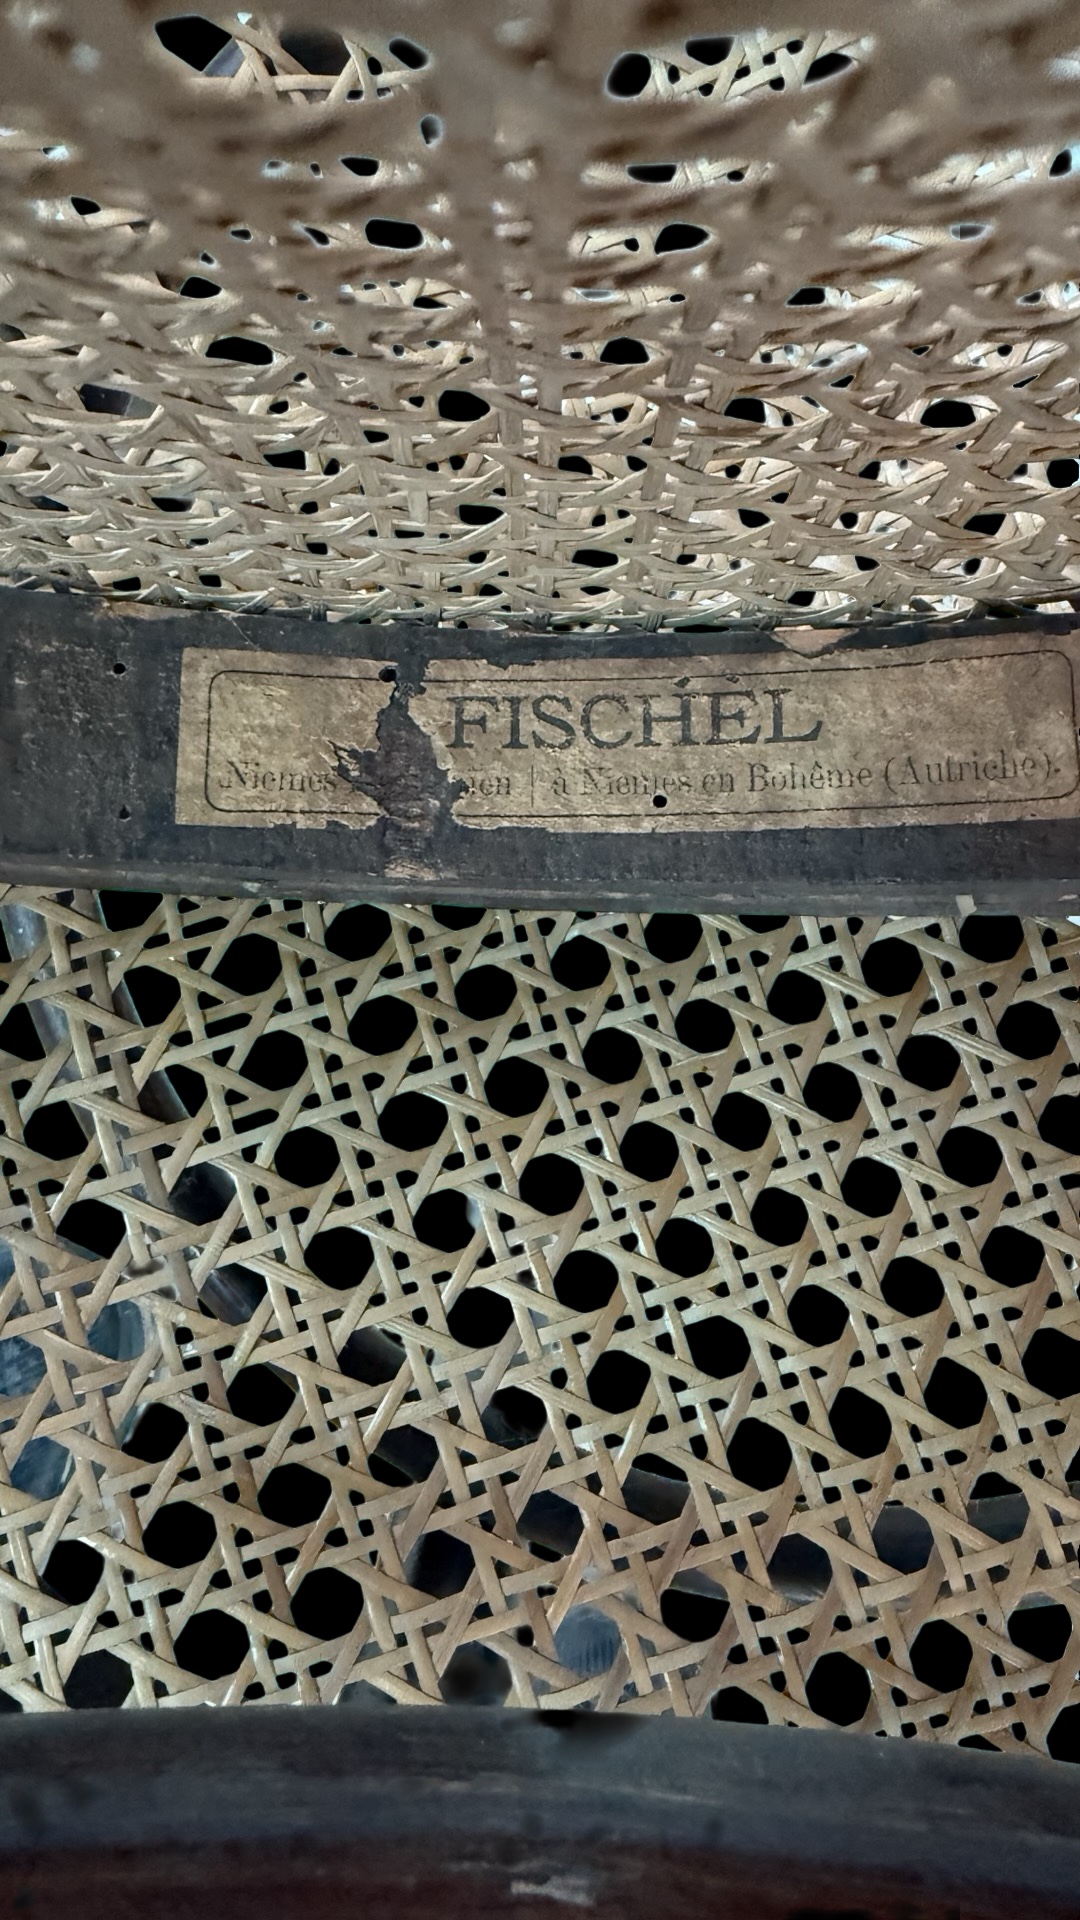 FISCHEL
Niemes | à Niemes en Bohême (Autriche).